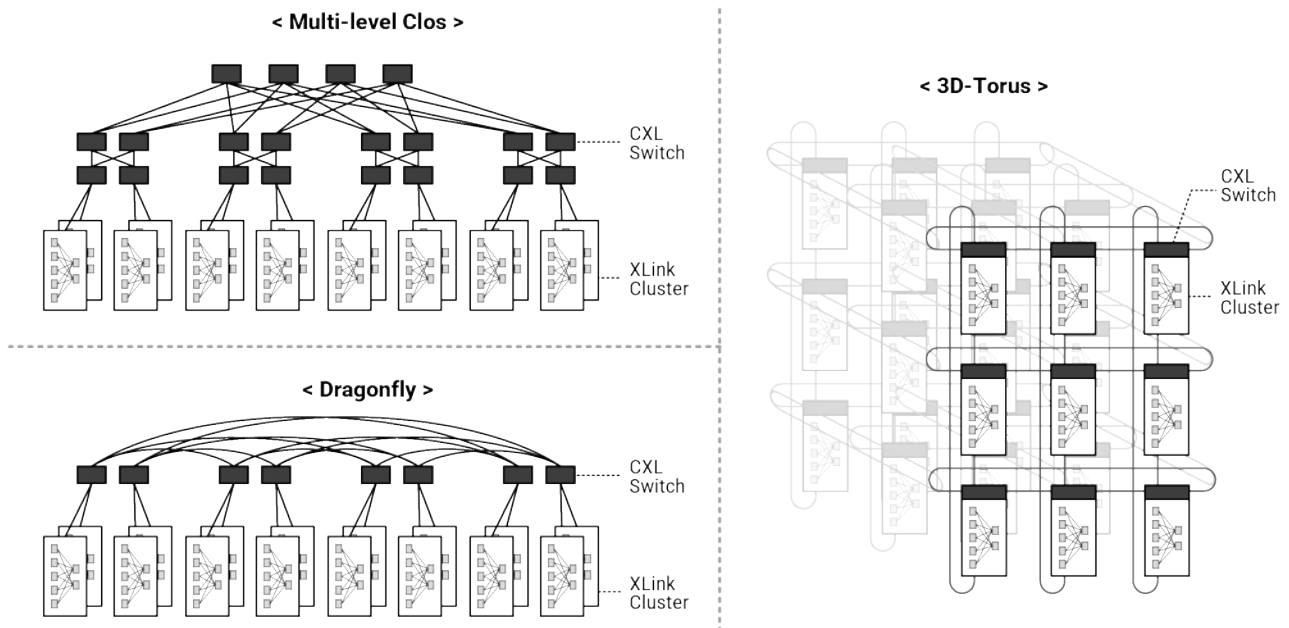 < Multi-level Clos >
CXL
Switch
XLink
Cluster
< Dragonfly >
CXL
Switch
XLink
Cluster
< 3D-Torus >
CXL
Switch
XLink
Cluster